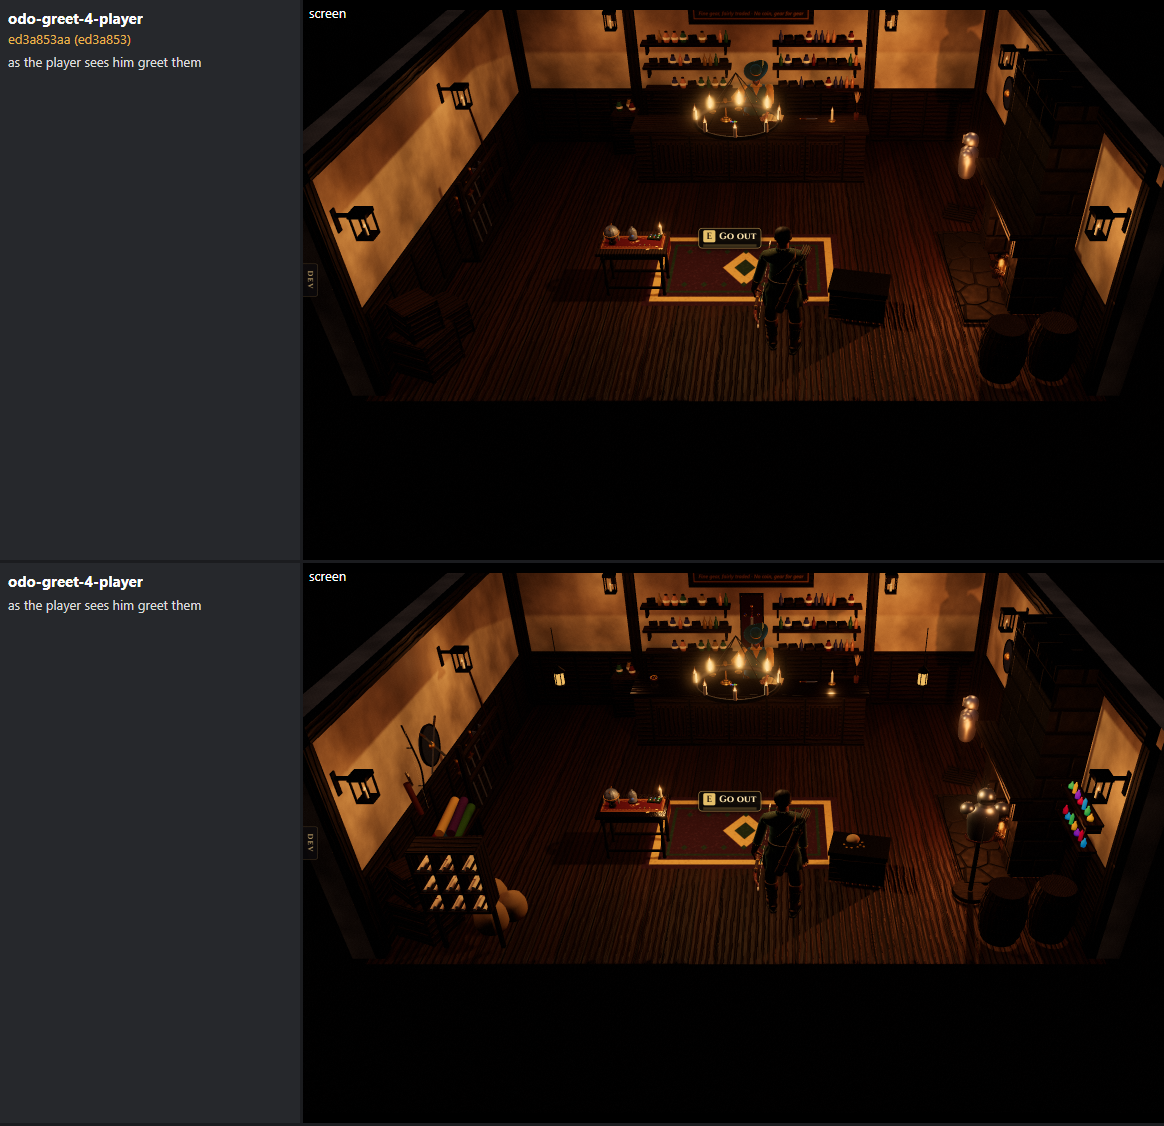 odo-greet-4-player
ed3a853aa (ed3a853)
as the player sees him greet them
screen
E GO OUT
DEV
odo-greet-4-player
as the player sees him greet them
screen
E GO OUT
DEV